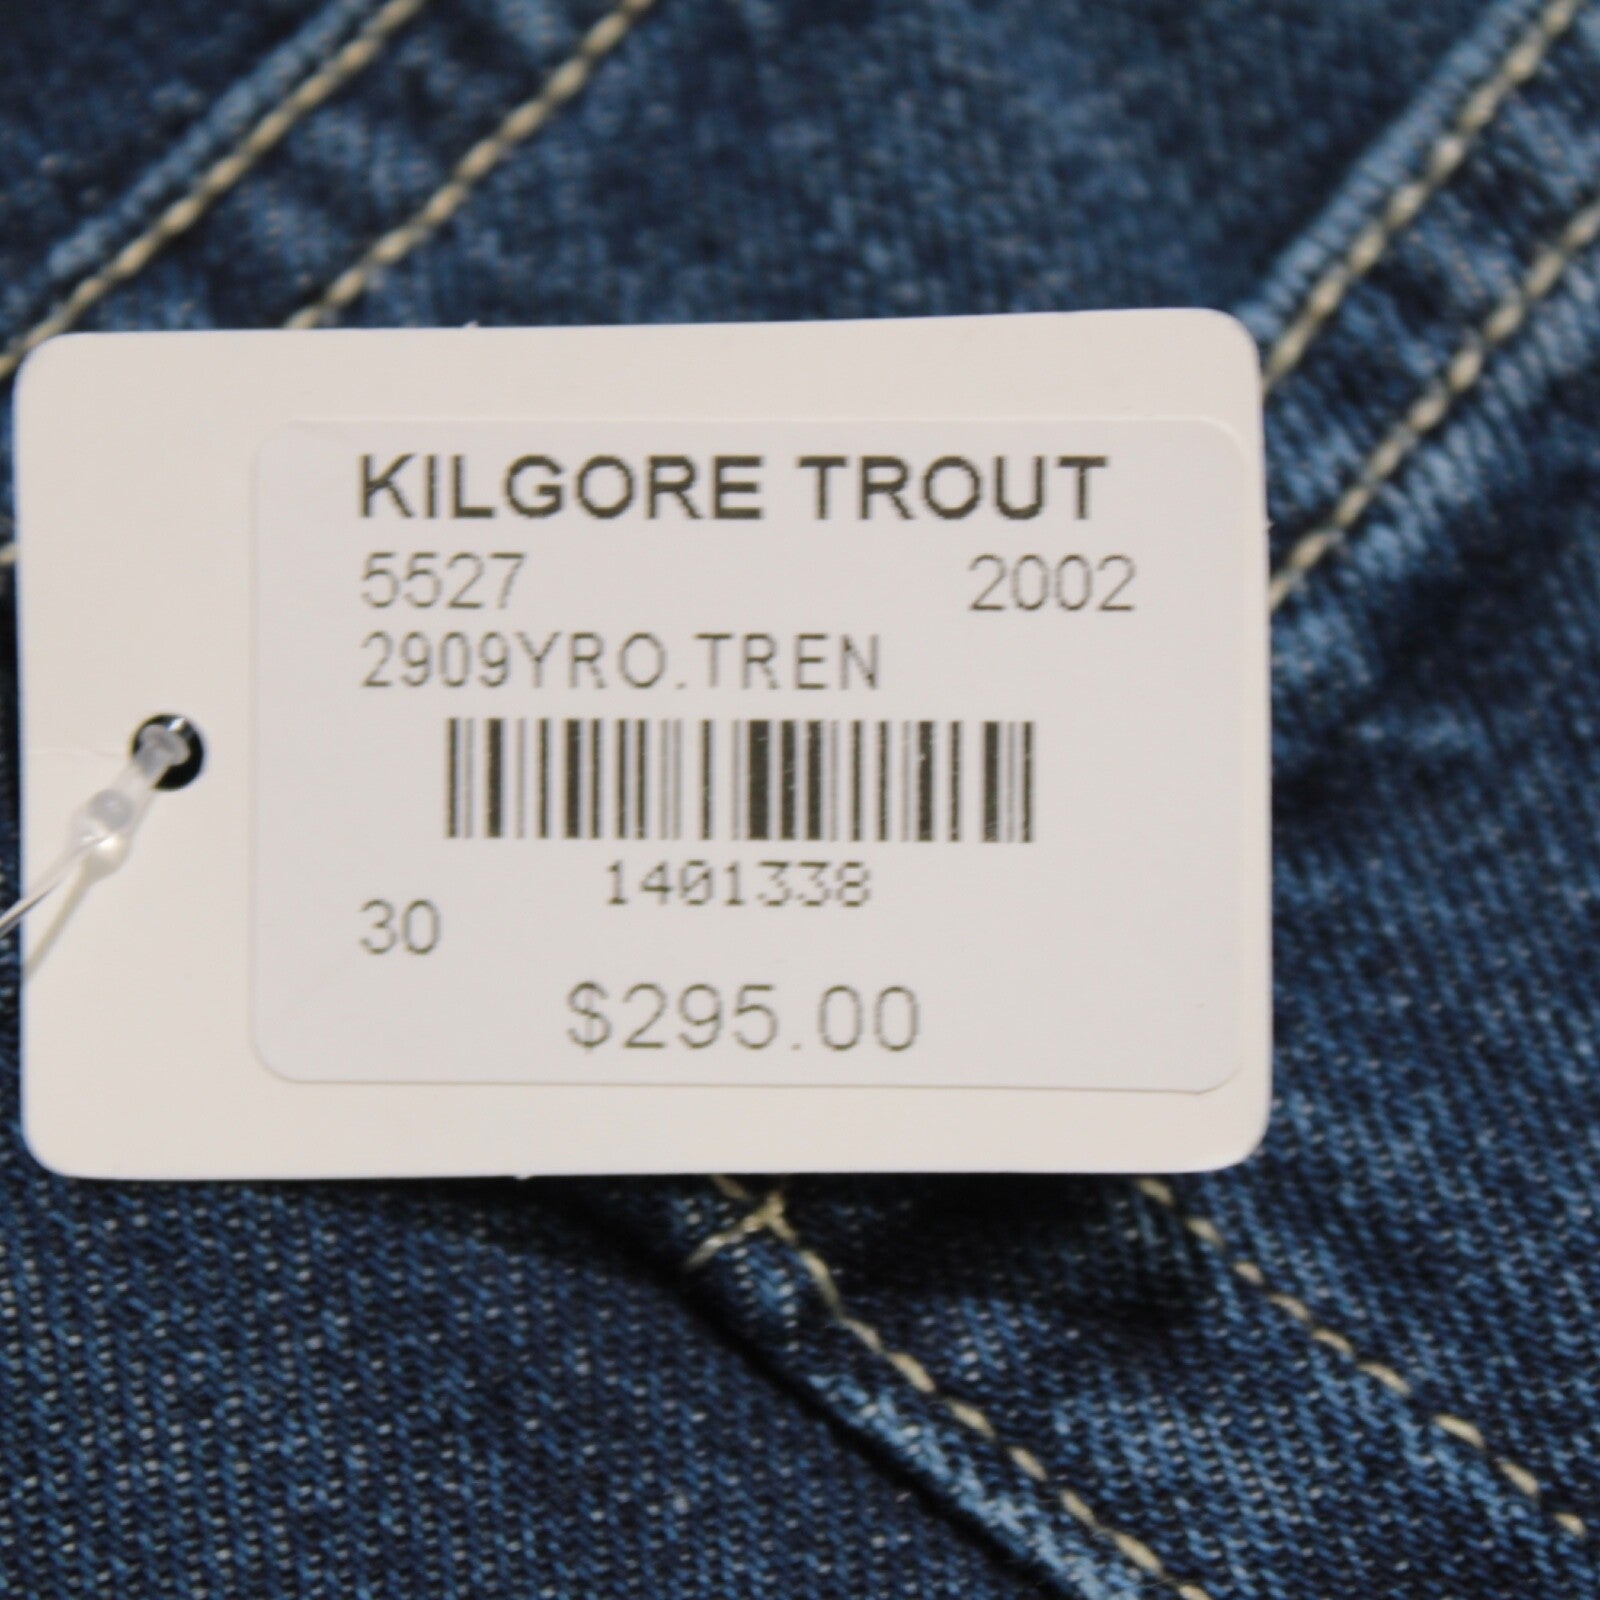 KILGORE TROUT
5527 2002
2909YRO.TREN
1401338
30
$295.00